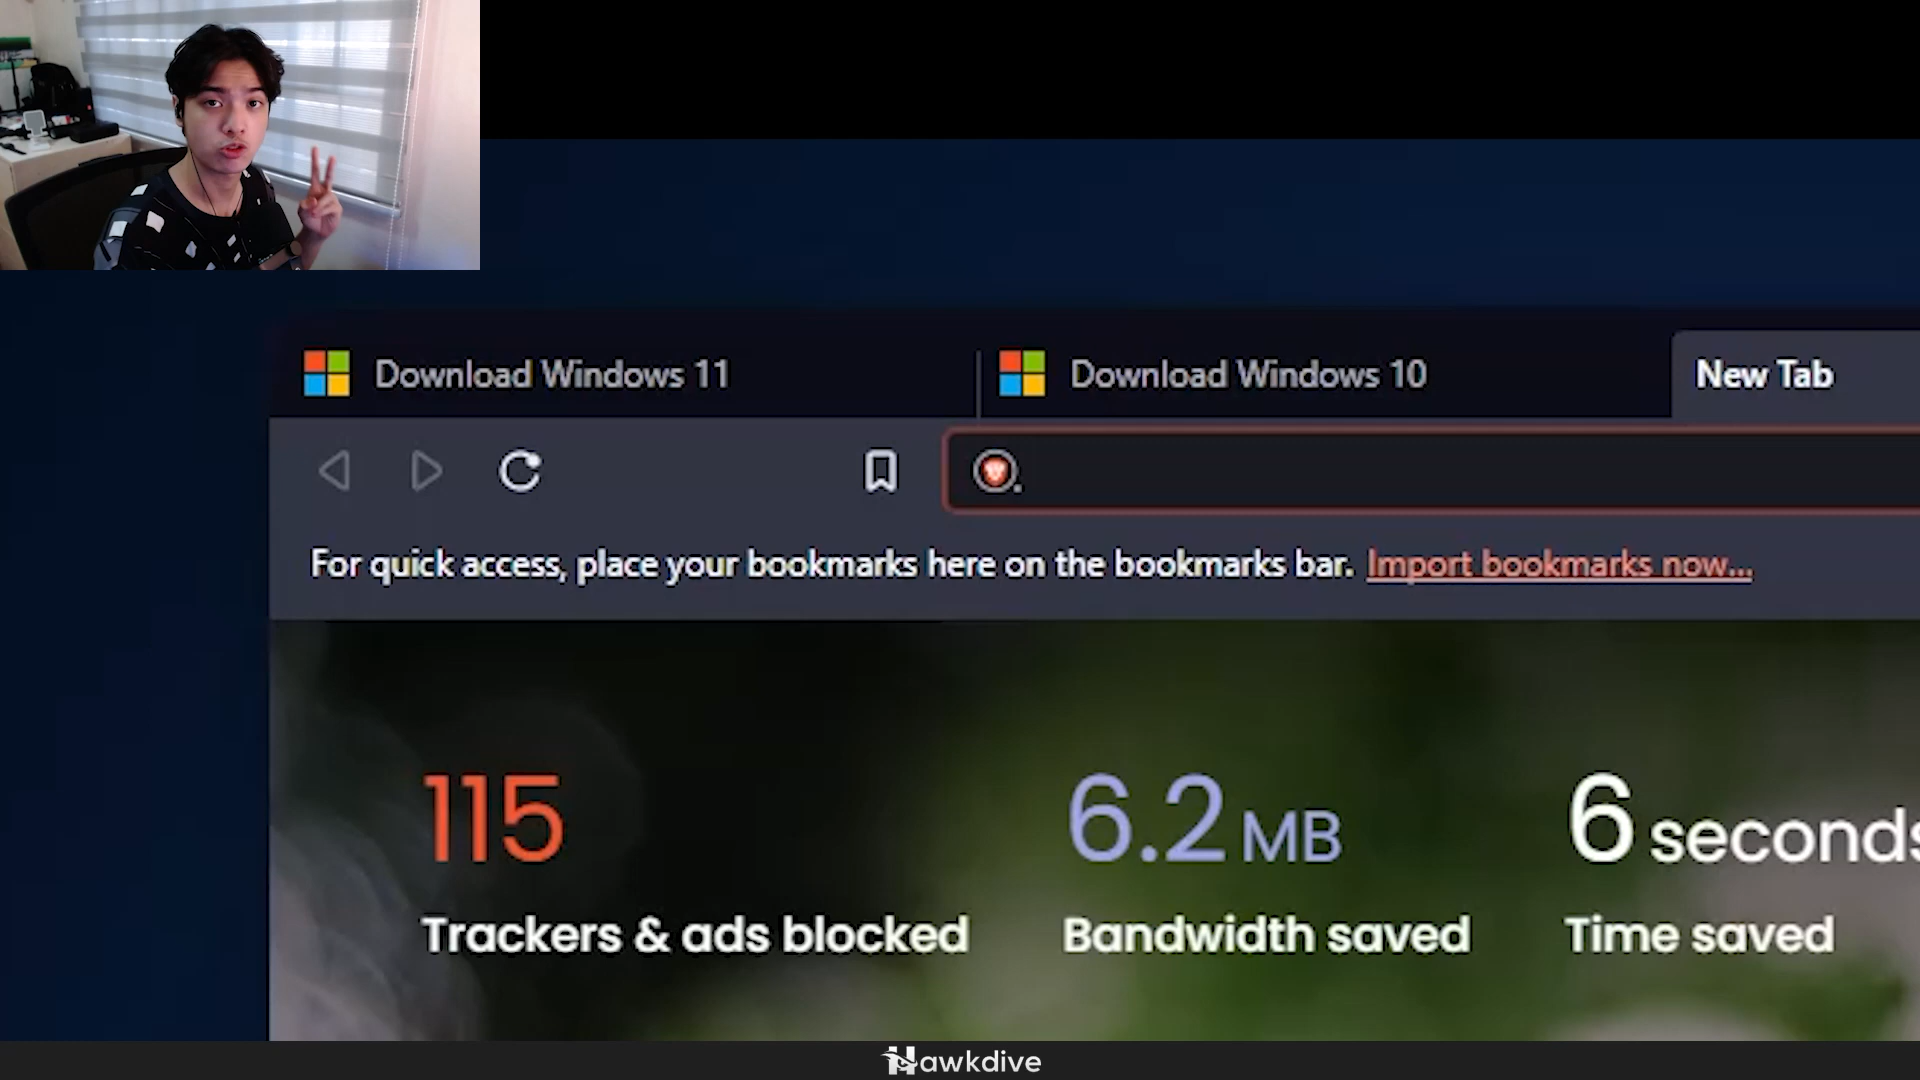 Download Windows 11
Download Windows 10
New Tab
For quick access, place your bookmarks here on the bookmarks bar. Import bookmarks now...
115
6.2 MB
6 seconds
Trackers & ads blocked
Bandwidth saved
Time saved
Hawkdive